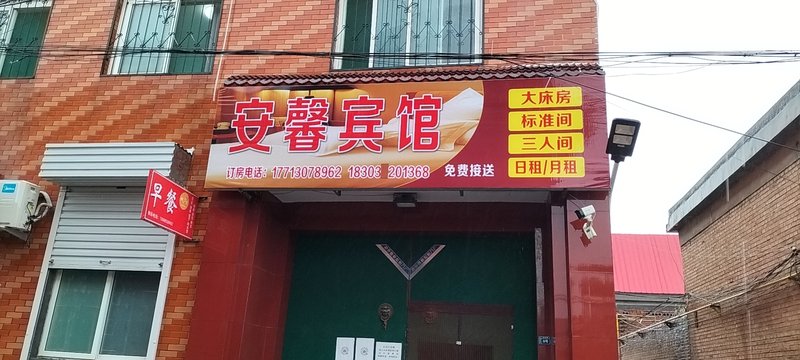 安馨宾馆
订房电话：17713078962 18303 201368
免费接送
大床房
标准间
三人间
日租/月租
早餐
Midea